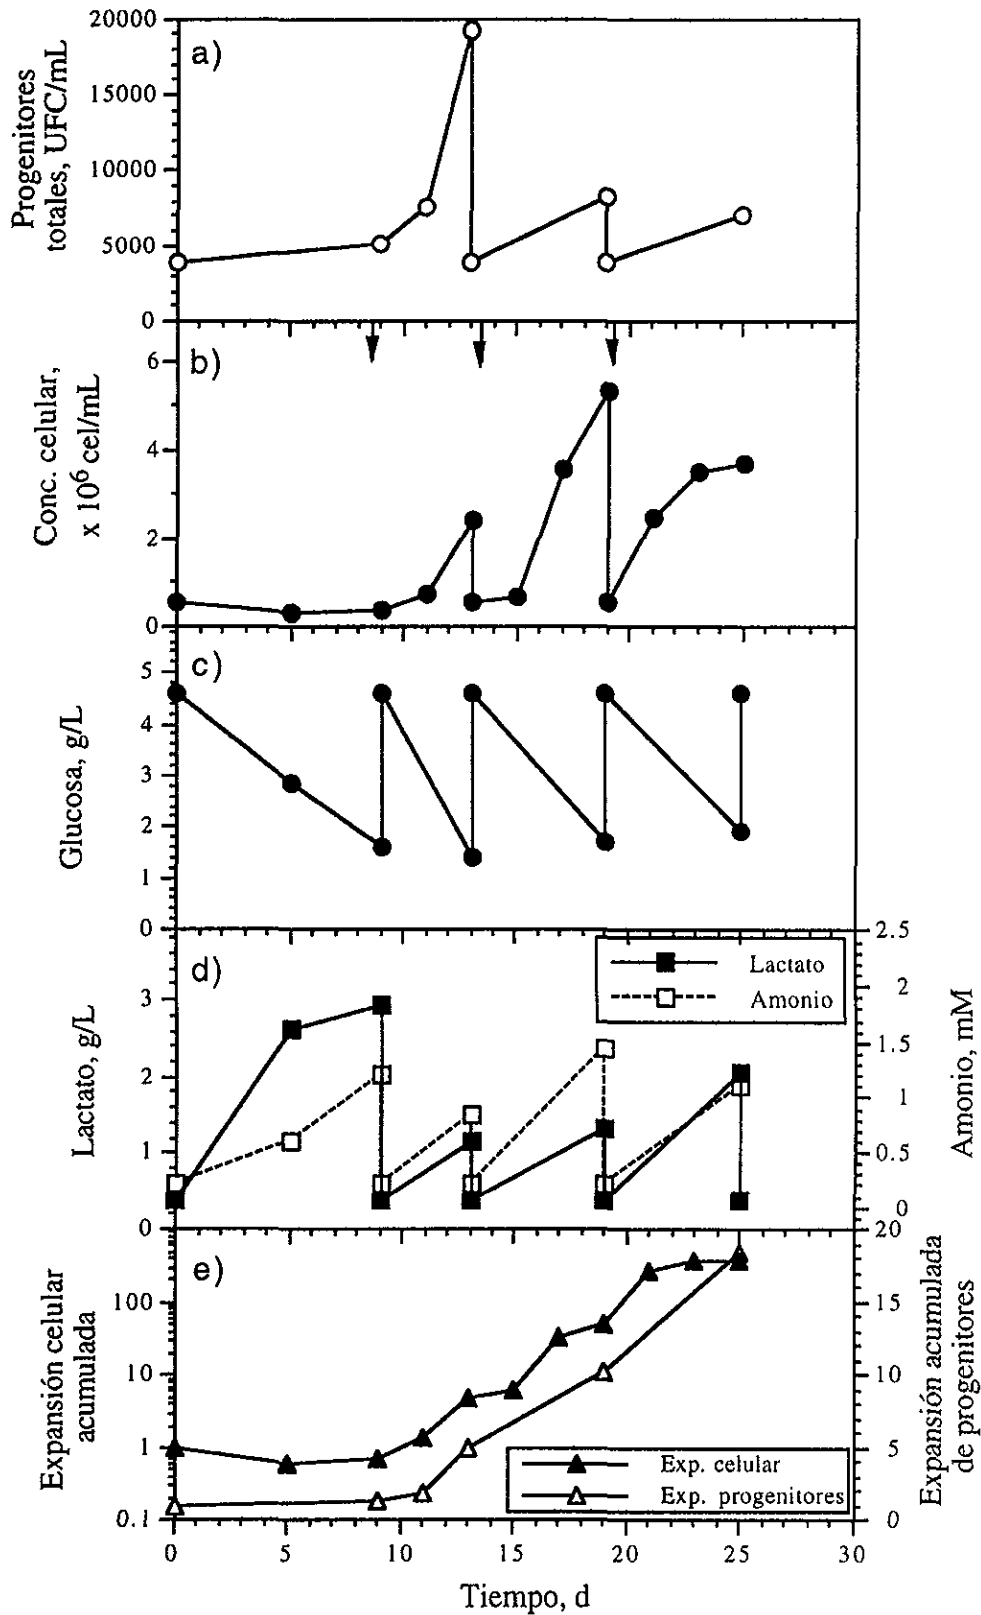 a)
Progenitores
totales, UFC/mL
20000
15000
10000
5000
0
b)
Conc. celular,
x 10⁶ cel/mL
6
4
2
0
c)
Glucosa, g/L
5
4
3
2
1
0
d)
Lactato, g/L
3
2
1
0
Lactato
Amonio
2.5
2
1.5
1
0.5
0
Amonio, mM
e)
Expansión celular
acumulada
100
10
1
0.1
Exp. celular
Exp. progenitores
20
15
10
5
0
Expansión acumulada
de progenitores
0 5 10 15 20 25 30
Tiempo, d